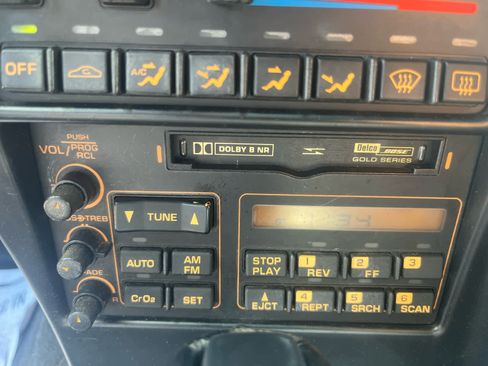 OFF
A/C
PUSH
VOL/PROG
RCL
DOLBY B NR
Delco BOSE
GOLD SERIES
TREB
TUNE
AUTO
AM
FM
STOP
PLAY
1
REV
2
FF
3
CrO2
SET
EJCT
4
REPT
5
SRCH
6
SCAN
R